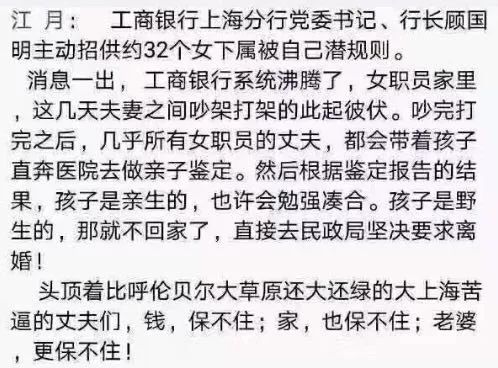 江 月： 工商银行上海分行党委书记、行长顾国
明主动招供约32个女下属被自己潜规则。
消息一出， 工商银行系统沸腾了，女职员家里
，这几天夫妻之间吵架打架的此起彼伏。吵完打
完之后，几乎所有女职员的丈夫，都会带着孩子
直奔医院去做亲子鉴定。然后根据鉴定报告的结
果，孩子是亲生的，也许会勉强凑合。孩子是野
生的，那就不回家了，直接去民政局坚决要求离
婚！
头顶着比呼伦贝尔大草原还大还绿的大上海苦
逼的丈夫们，钱，保不住；家，也保不住；老婆
，更保不住！